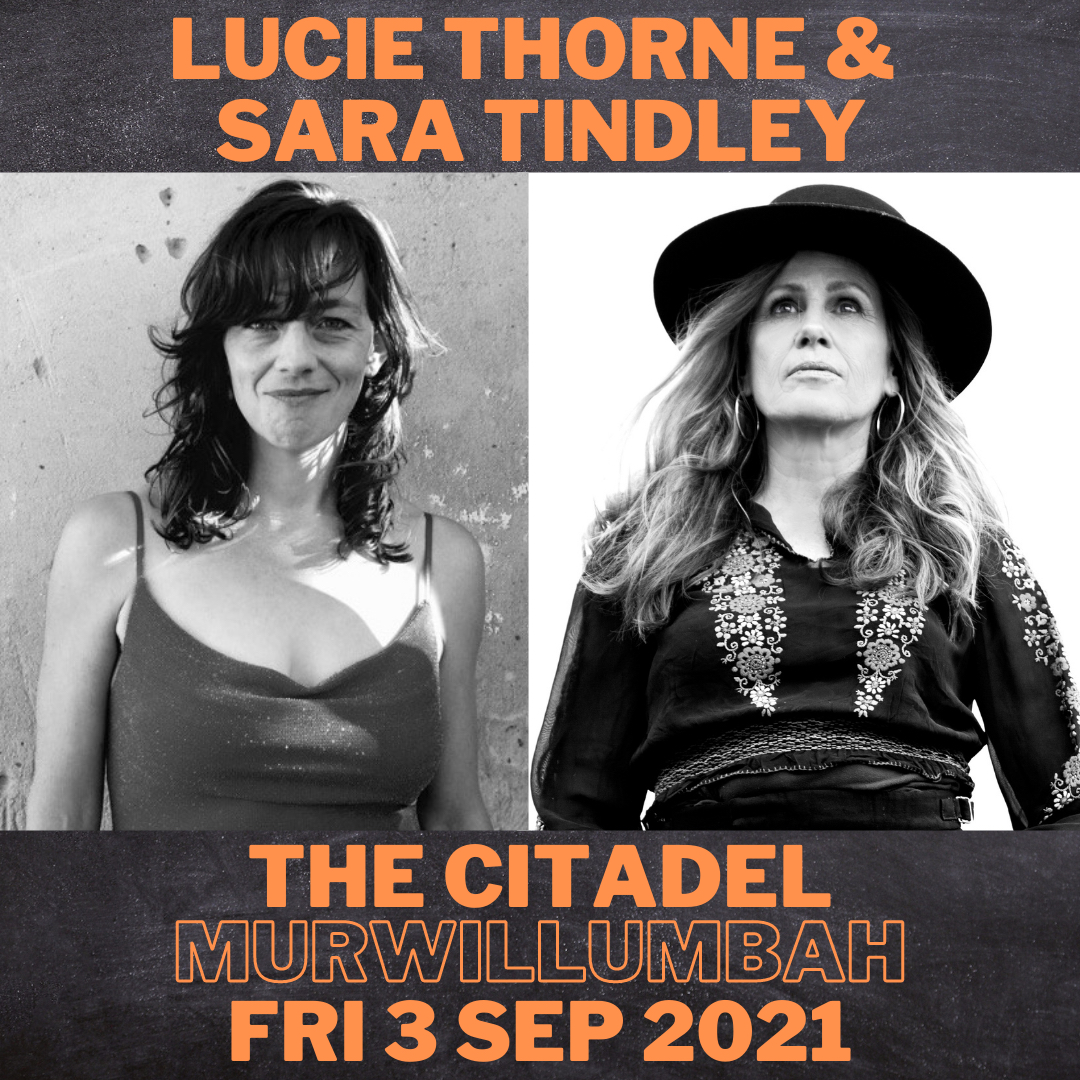 LUCIE THORNE &
SARA TINDLEY
THE CITADEL
MURWILLUMBAH
FRI 3 SEP 2021